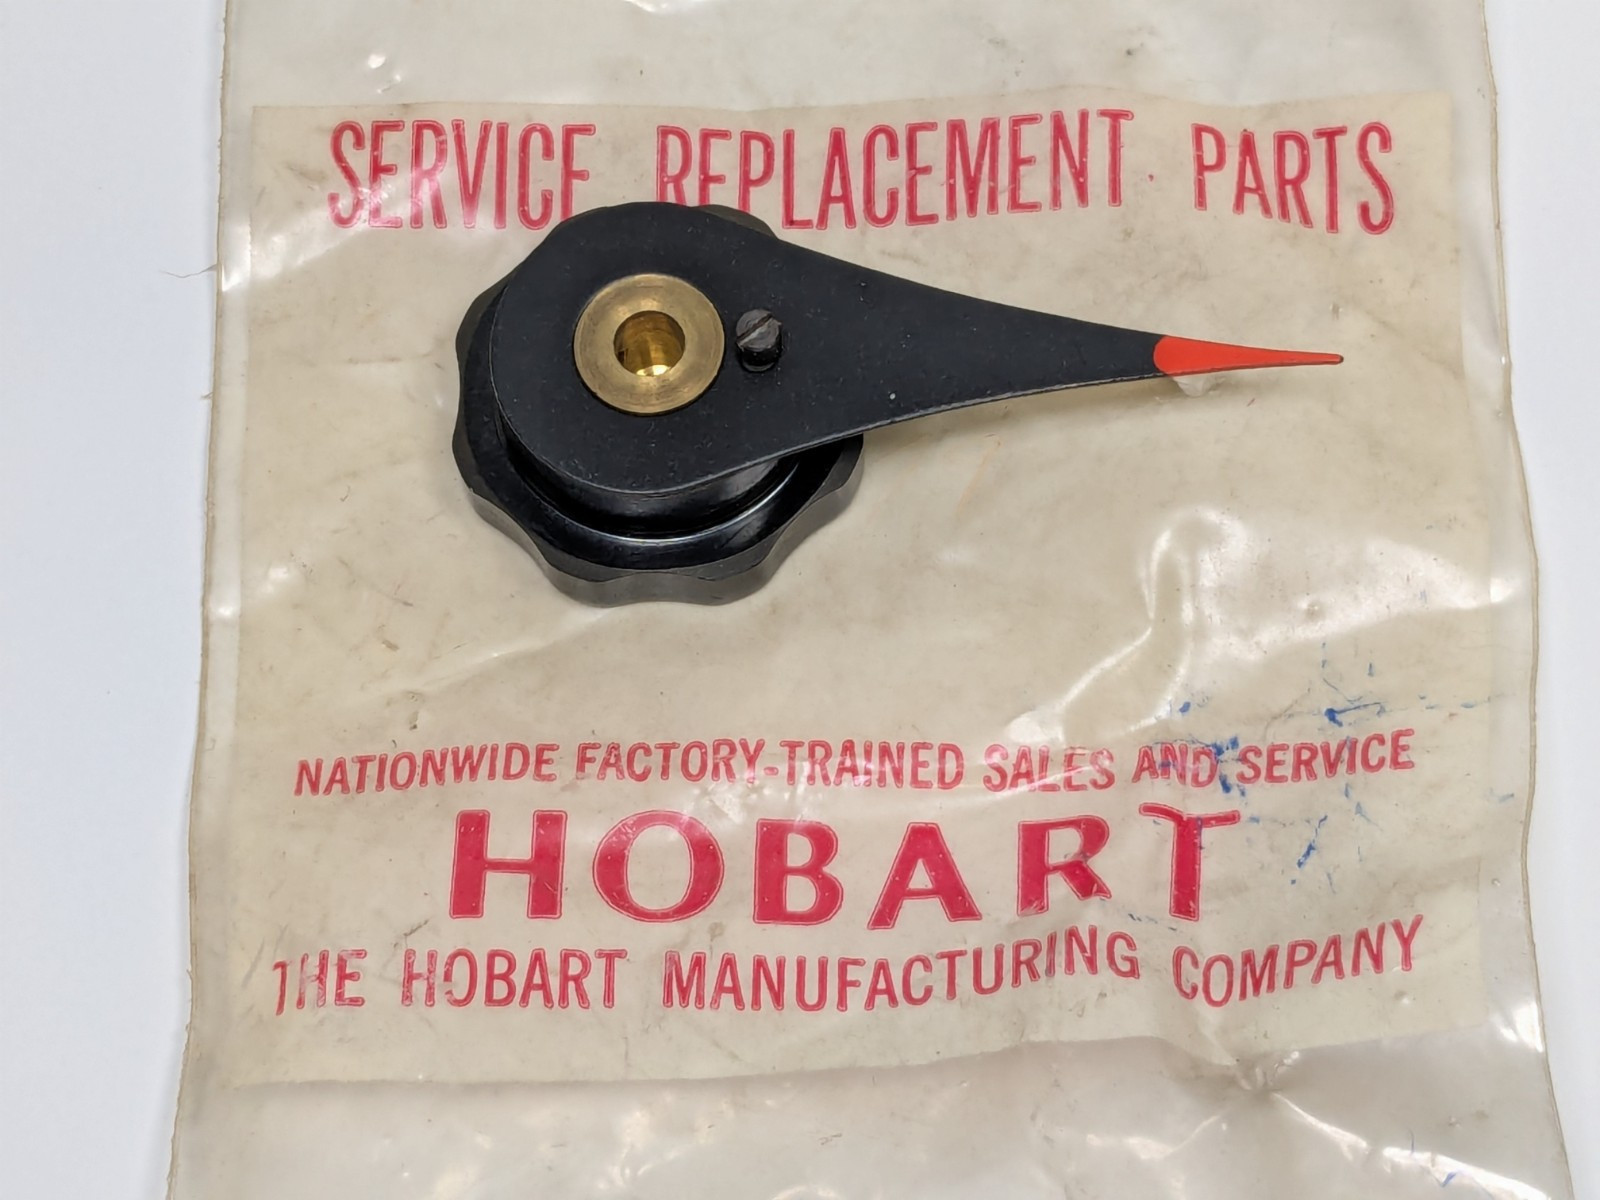 SERVICE REPLACEMENT PARTS
NATIONWIDE FACTORY-TRAINED SALES AND SERVICE
HOBART
THE HOBART MANUFACTURING COMPANY